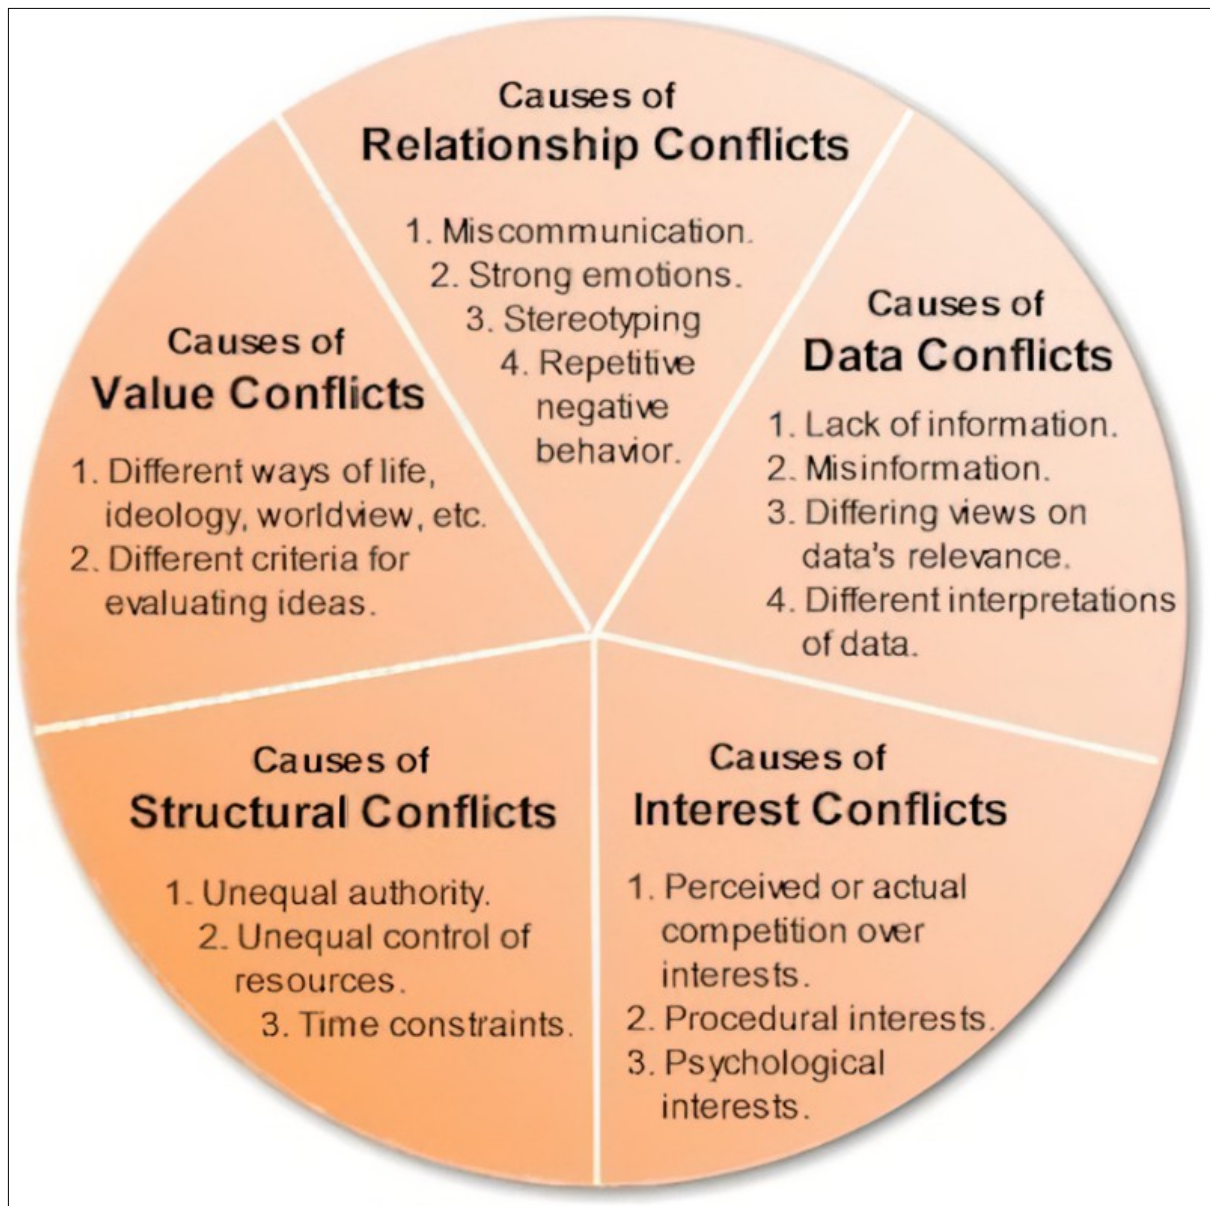 Causes of
Relationship Conflicts
1. Miscommunication.
2. Strong emotions.
3. Stereotyping
4. Repetitive
negative
behavior.
Causes of
Data Conflicts
1. Lack of information.
2. Misinformation.
3. Differing views on
data's relevance.
4. Different interpretations
of data.
Causes of
Interest Conflicts
1. Perceived or actual
competition over
interests.
2. Procedural interests.
3. Psychological
interests.
Causes of
Structural Conflicts
1. Unequal authority.
2. Unequal control of
resources.
3. Time constraints.
Causes of
Value Conflicts
1. Different ways of life,
ideology, worldview, etc.
2. Different criteria for
evaluating ideas.